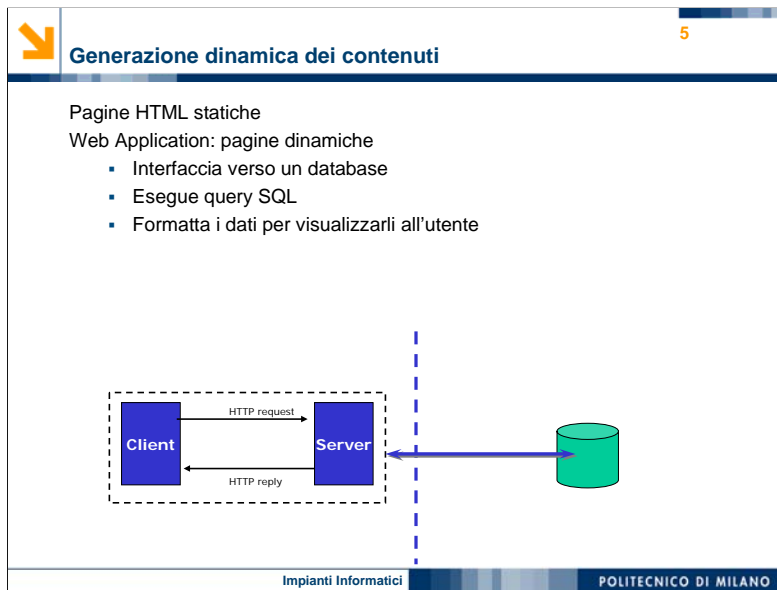 5
Generazione dinamica dei contenuti
Pagine HTML statiche
Web Application: pagine dinamiche
▪ Interfaccia verso un database
▪ Esegue query SQL
▪ Formatta i dati per visualizzarli all'utente
HTTP request
Client
Server
HTTP reply
Impianti Informatici
POLITECNICO DI MILANO